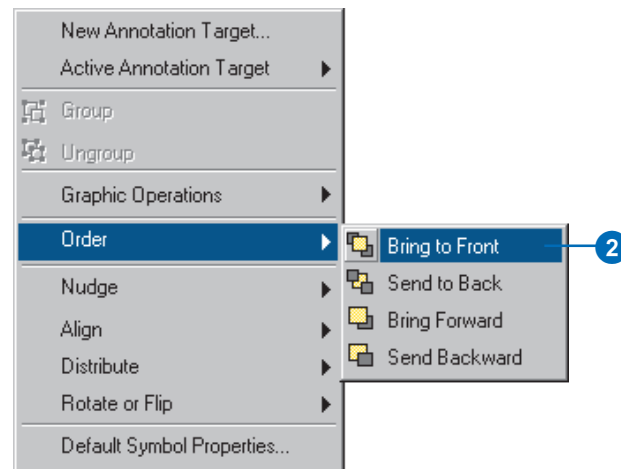 New Annotation Target...
Active Annotation Target
Group
Ungroup
Graphic Operations
Order
Nudge
Align
Distribute
Rotate or Flip
Default Symbol Properties...
Bring to Front
Send to Back
Bring Forward
Send Backward
2